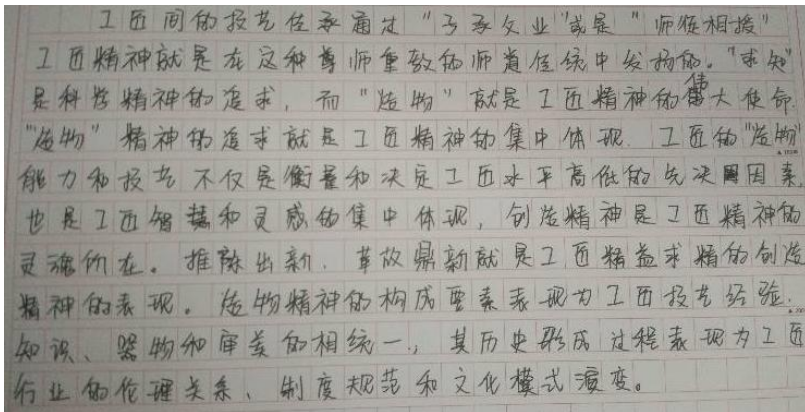 工匠间的技艺传承通过"子承父业"或是"师徒相授"
工匠精神就是在这种尊师重教的师道传统中发扬的。"求知"
是科学精神的追求，而"造物"就是工匠精神的伟大使命
"造物"精神的追求就是工匠精神的集中体现．工匠的"造物"
能力和技艺不仅是衡量和决定工匠水平高低的先决因素，
也是工匠智慧和灵感的集中体现，创造精神是工匠精神的
灵魂所在。推陈出新、革故鼎新就是工匠精益求精的创造
精神的表现。造物精神的构成要素表现为工匠技艺经验、
知识、器物和审美的相统一，其历史形成过程表现为工匠
行业的伦理关系、制度规范和文化模式演变。